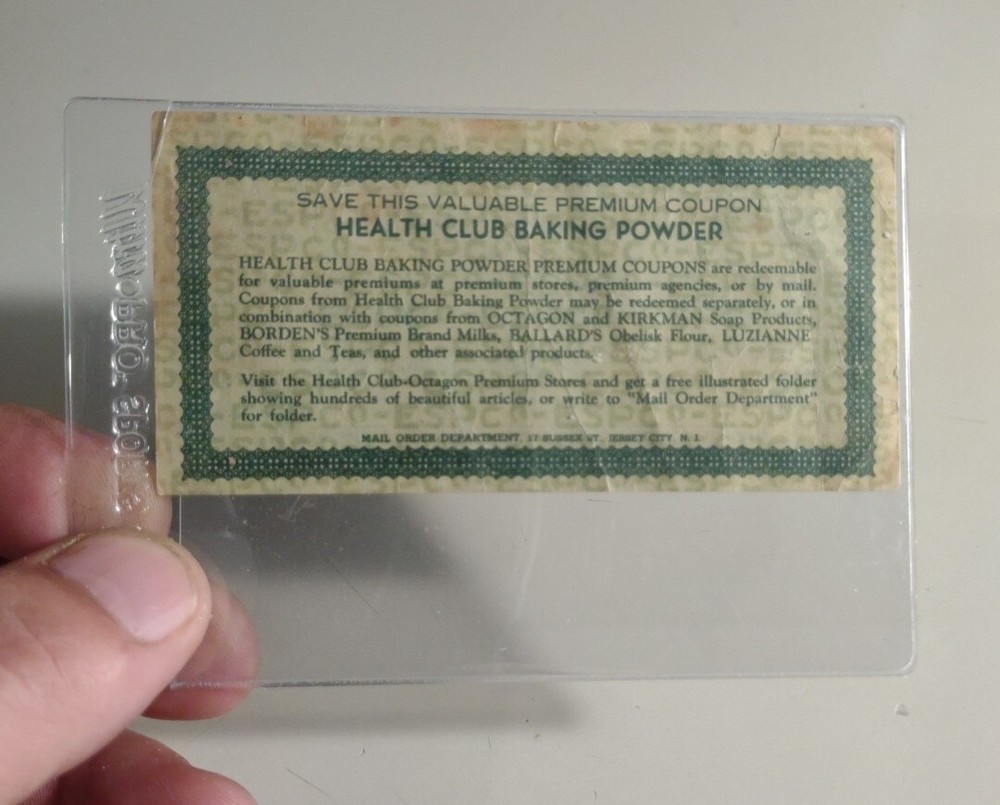 SAVE THIS VALUABLE PREMIUM COUPON
HEALTH CLUB BAKING POWDER
HEALTH CLUB BAKING POWDER PREMIUM COUPONS are redeemable
for valuable premiums at premium stores, premium agencies, or by mail.
Coupons from Health Club Baking Powder may be redeemed separately, or in
combination with coupons from OCTAGON and KIRKMAN Soap Products,
BORDEN'S Premium Brand Milks, BALLARD'S Obelisk Flour, LUZIANNE
Coffee and Teas, and other associated products.
Visit the Health Club-Octagon Premium Stores and get a free illustrated folder
showing hundreds of beautiful articles, or write to "Mail Order Department"
for folder.
MAIL ORDER DEPARTMENT, 17 SUSSEX ST., JERSEY CITY, N. J.